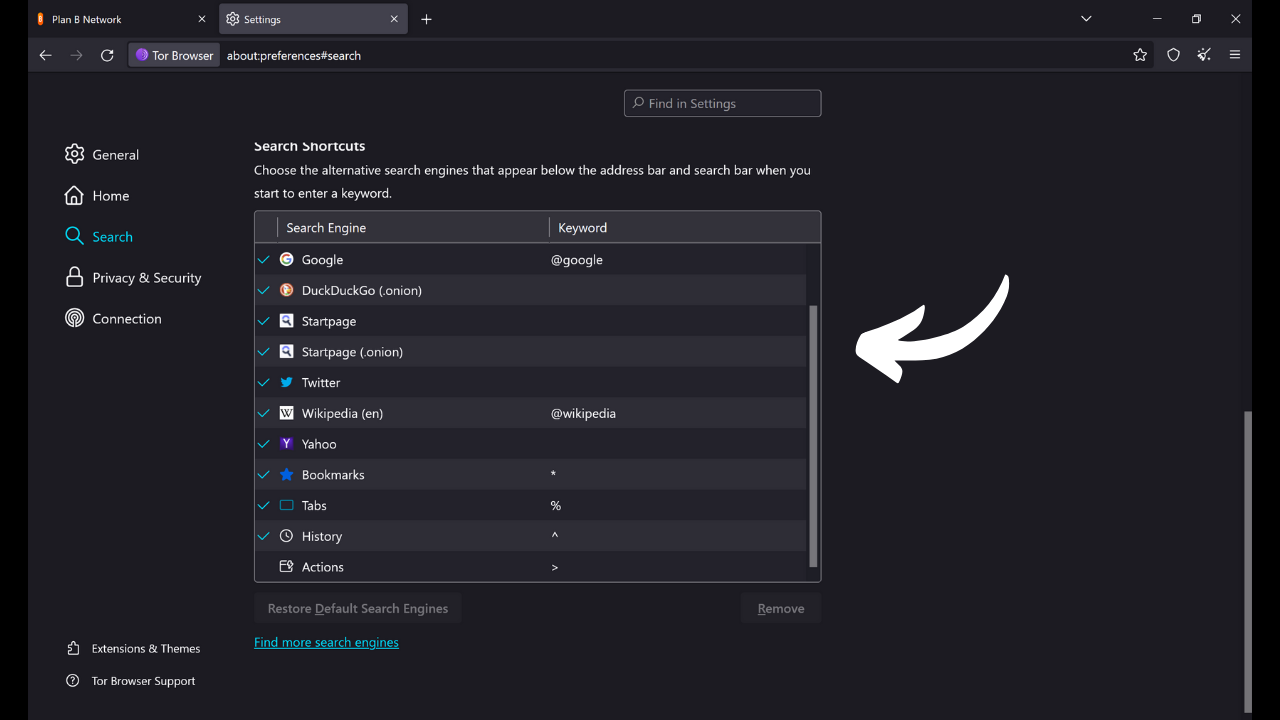 Plan B Network
Settings
Tor Browser about:preferences#search
Find in Settings
General
Home
Search
Privacy & Security
Connection
Search Shortcuts
Choose the alternative search engines that appear below the address bar and search bar when you
start to enter a keyword.
Search Engine Keyword
Google @google
DuckDuckGo (.onion)
Startpage
Startpage (.onion)
Twitter
Wikipedia (en) @wikipedia
Yahoo
Bookmarks *
Tabs %
History ^
Actions >
Restore Default Search Engines Remove
Find more search engines
Extensions & Themes
Tor Browser Support